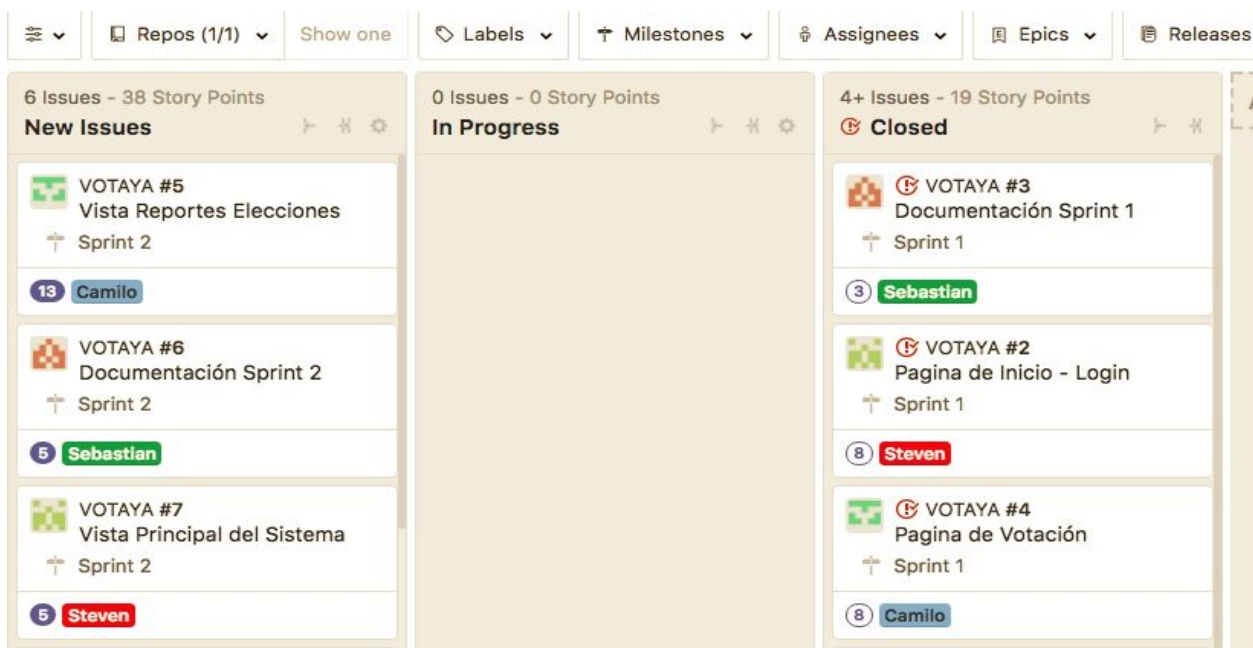 Repos (1/1)
Show one
Labels
Milestones
Assignees
Epics
Releases
6 Issues - 38 Story Points
New Issues
VOTAYA #5
Vista Reportes Elecciones
Sprint 2
13 Camilo
VOTAYA #6
Documentación Sprint 2
Sprint 2
5 Sebastian
VOTAYA #7
Vista Principal del Sistema
Sprint 2
5 Steven
0 Issues - 0 Story Points
In Progress
4+ Issues - 19 Story Points
Closed
VOTAYA #3
Documentación Sprint 1
Sprint 1
3 Sebastian
VOTAYA #2
Pagina de Inicio - Login
Sprint 1
8 Steven
VOTAYA #4
Pagina de Votación
Sprint 1
8 Camilo